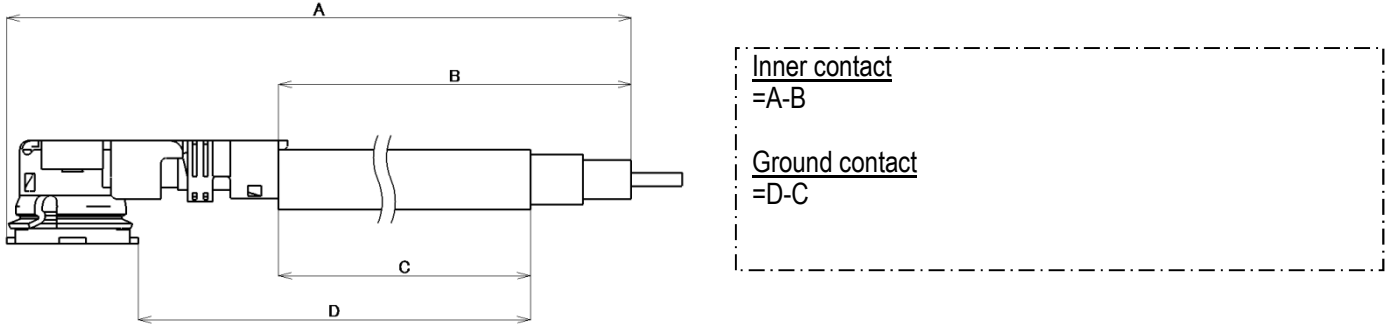 A
B
C
D
Inner contact
=A-B
Ground contact
=D-C